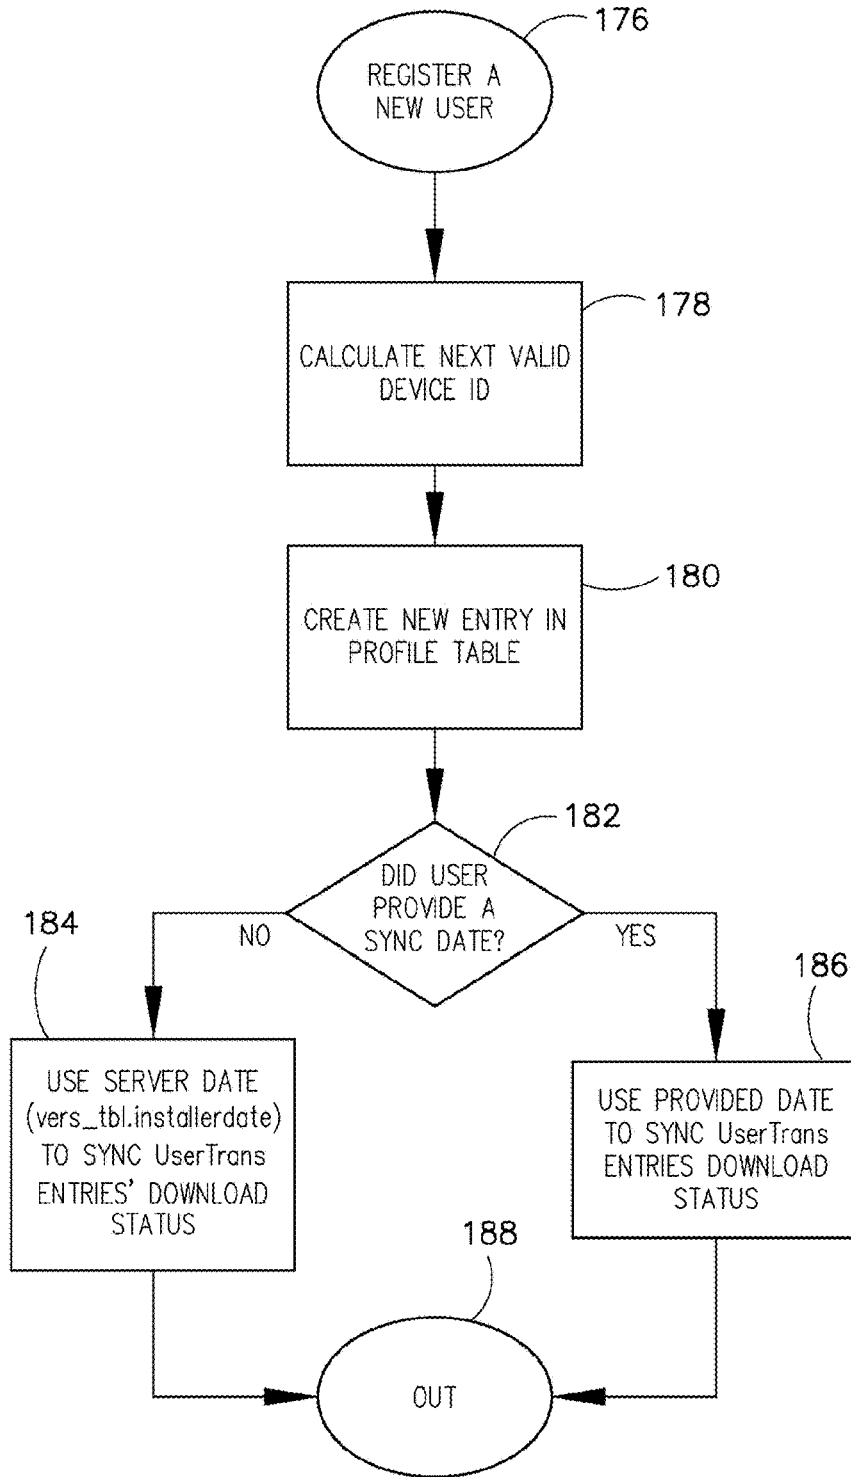 176
REGISTER A
NEW USER
178
CALCULATE NEXT VALID
DEVICE ID
180
CREATE NEW ENTRY IN
PROFILE TABLE
182
DID USER
PROVIDE A
SYNC DATE?
NO
YES
184
USE SERVER DATE
(vers_tbl.installerdate)
TO SYNC UserTrans
ENTRIES' DOWNLOAD
STATUS
186
USE PROVIDED DATE
TO SYNC UserTrans
ENTRIES DOWNLOAD
STATUS
188
OUT